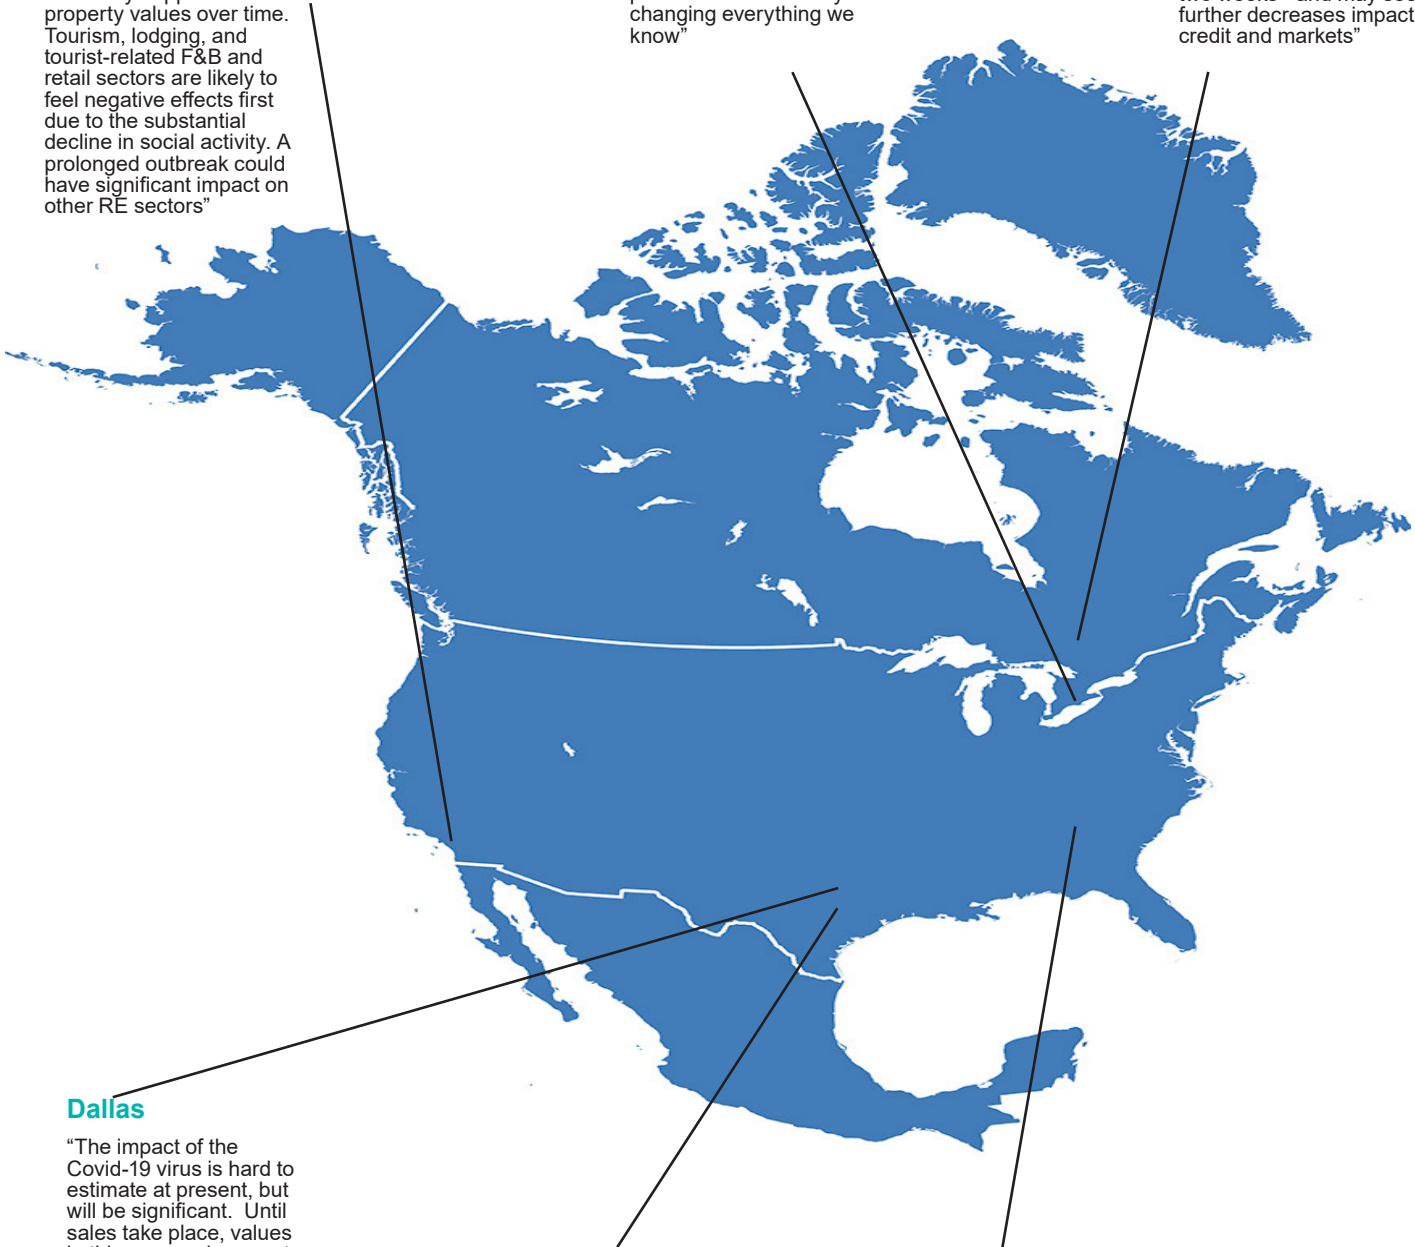 property values over time.
Tourism, lodging, and
tourist-related F&B and
retail sectors are likely to
feel negative effects first
due to the substantial
decline in social activity. A
prolonged outbreak could
have significant impact on
other RE sectors”
changing everything we
know”
further decreases impact
credit and markets”
Dallas
“The impact of the
Covid-19 virus is hard to
estimate at present, but
will be significant.  Until
sales take place, values